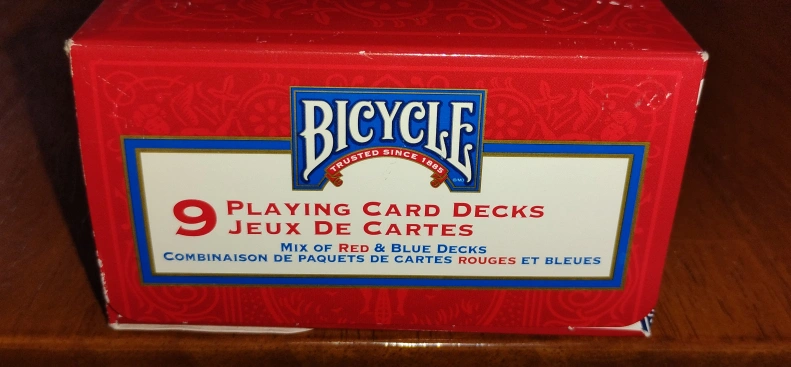 BICYCLE
TRUSTED SINCE 1885
9 PLAYING CARD DECKS
JEUX DE CARTES
MIX OF RED & BLUE DECKS
COMBINAISON DE PAQUETS DE CARTES ROUGES ET BLEUES